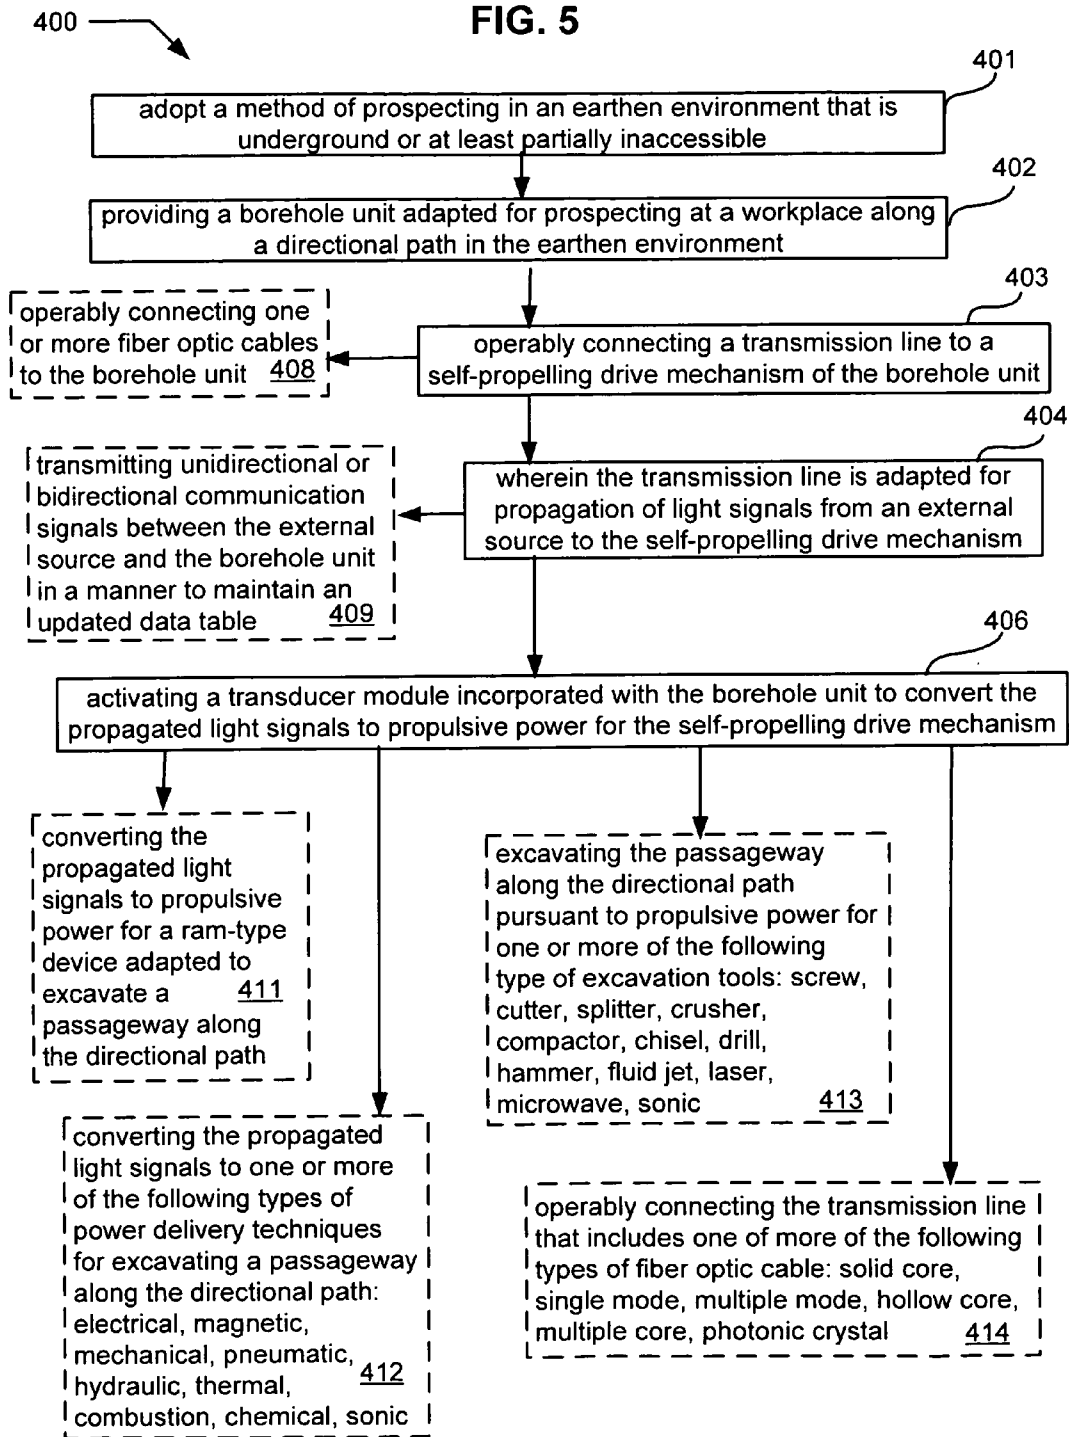 FIG. 5
400
401
adopt a method of prospecting in an earthen environment that is
underground or at least partially inaccessible
402
providing a borehole unit adapted for prospecting at a workplace along
a directional path in the earthen environment
403
operably connecting a transmission line to a
self-propelling drive mechanism of the borehole unit
operably connecting one
or more fiber optic cables
to the borehole unit 408
404
wherein the transmission line is adapted for
propagation of light signals from an external
source to the self-propelling drive mechanism
transmitting unidirectional or
bidirectional communication
signals between the external
source and the borehole unit
in a manner to maintain an
updated data table 409
406
activating a transducer module incorporated with the borehole unit to convert the
propagated light signals to propulsive power for the self-propelling drive mechanism
converting the
propagated light
signals to propulsive
power for a ram-type
device adapted to
excavate a 411
passageway along
the directional path
converting the propagated
light signals to one or more
of the following types of
power delivery techniques
for excavating a passageway
along the directional path:
electrical, magnetic,
mechanical, pneumatic, 412
hydraulic, thermal,
combustion, chemical, sonic
excavating the passageway
along the directional path
pursuant to propulsive power for
one or more of the following
type of excavation tools: screw,
cutter, splitter, crusher,
compactor, chisel, drill,
hammer, fluid jet, laser,
microwave, sonic 413
operably connecting the transmission line
that includes one of more of the following
types of fiber optic cable: solid core,
single mode, multiple mode, hollow core,
multiple core, photonic crystal 414